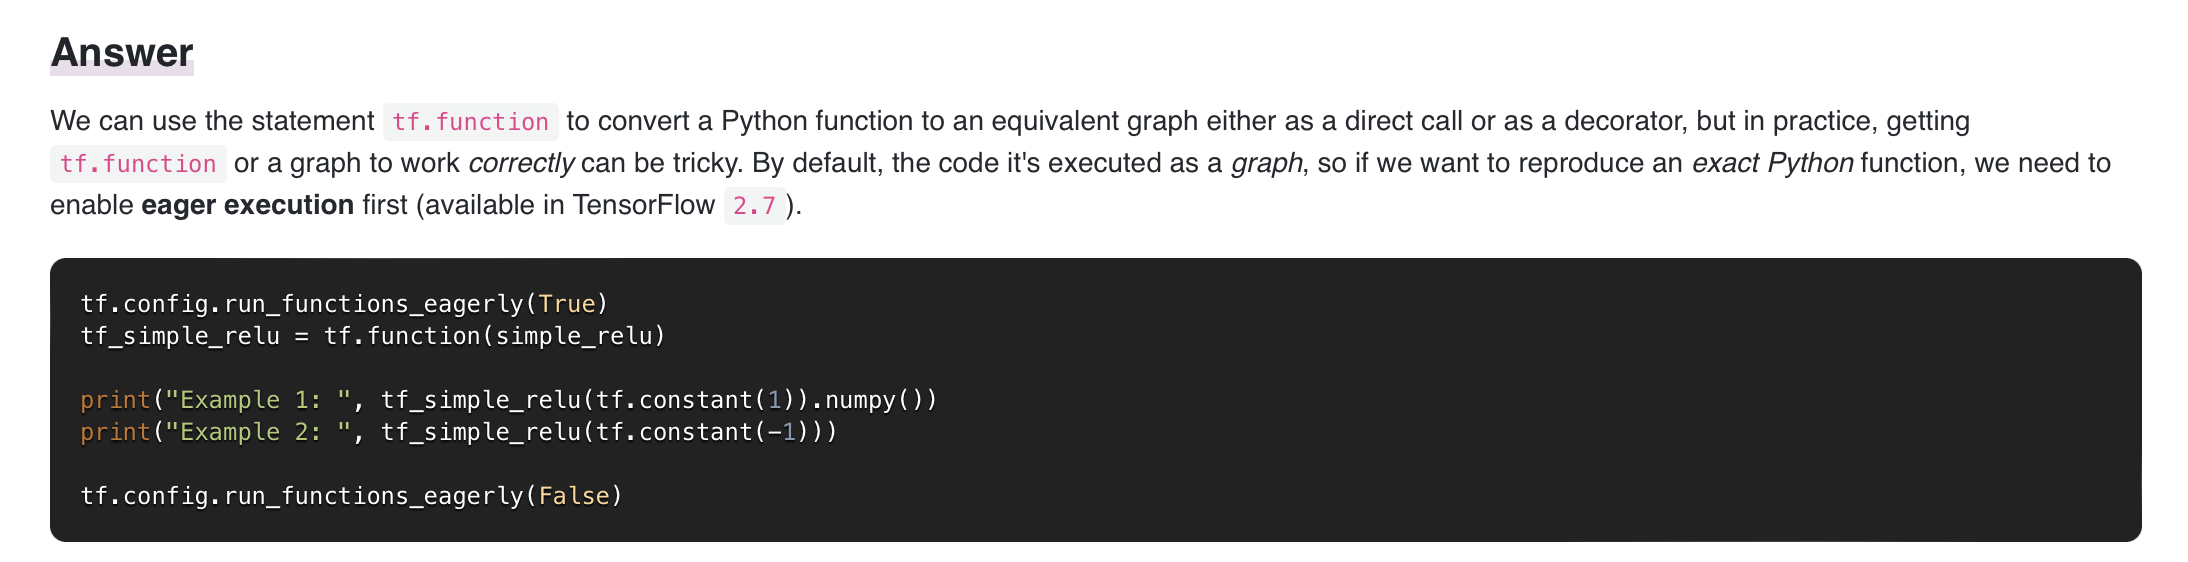 Answer
We can use the statement tf.function to convert a Python function to an equivalent graph either as a direct call or as a decorator, but in practice, getting
tf.function or a graph to work correctly can be tricky. By default, the code it's executed as a graph, so if we want to reproduce an exact Python function, we need to
enable eager execution first (available in TensorFlow 2.7 ).
tf.config.run_functions_eagerly(True)
tf_simple_relu = tf.function(simple_relu)
print("Example 1: ", tf_simple_relu(tf.constant(1)).numpy())
print("Example 2: ", tf_simple_relu(tf.constant(-1)))
tf.config.run_functions_eagerly(False)